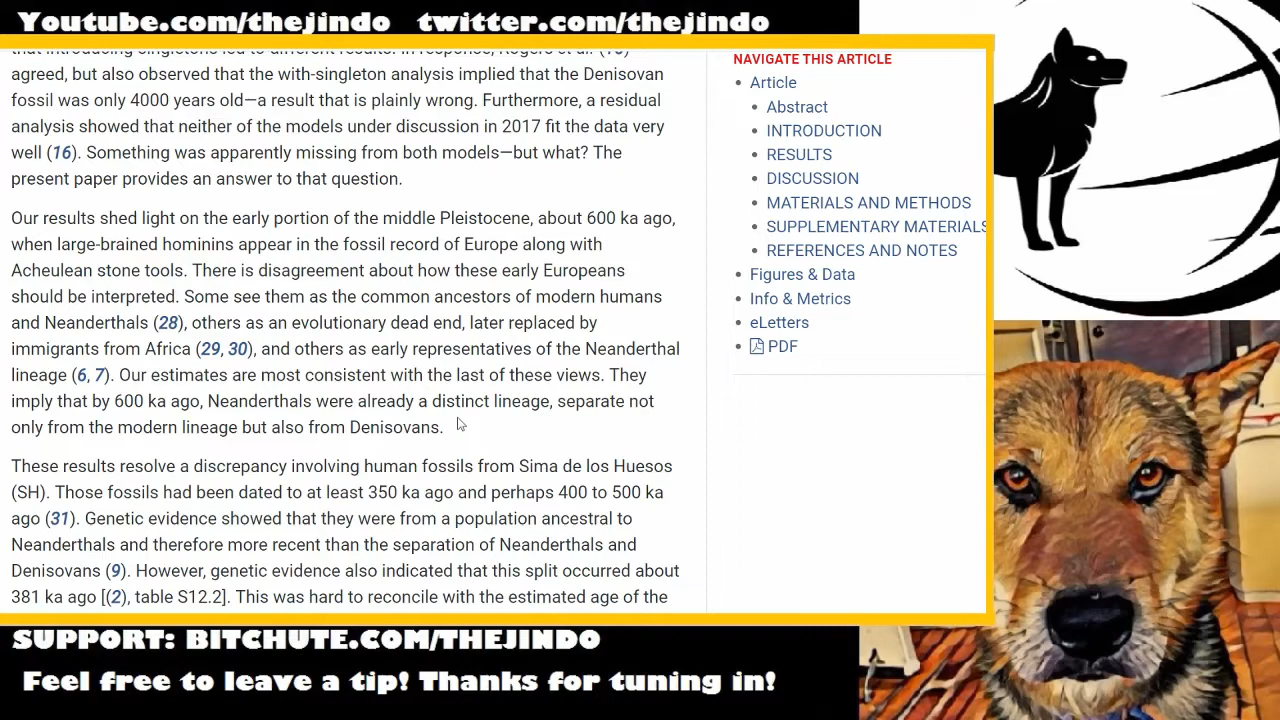 Youtube.com/thejindo twitter.com/thejindo
that introducing singletons led to different results. In response, Rogers et al. (16)
agreed, but also observed that the with-singleton analysis implied that the Denisovan
fossil was only 4000 years old—a result that is plainly wrong. Furthermore, a residual
analysis showed that neither of the models under discussion in 2017 fit the data very
well (16). Something was apparently missing from both models—but what? The
present paper provides an answer to that question.
Our results shed light on the early portion of the middle Pleistocene, about 600 ka ago,
when large-brained hominins appear in the fossil record of Europe along with
Acheulean stone tools. There is disagreement about how these early Europeans
should be interpreted. Some see them as the common ancestors of modern humans
and Neanderthals (28), others as an evolutionary dead end, later replaced by
immigrants from Africa (29, 30), and others as early representatives of the Neanderthal
lineage (6, 7). Our estimates are most consistent with the last of these views. They
imply that by 600 ka ago, Neanderthals were already a distinct lineage, separate not
only from the modern lineage but also from Denisovans.
These results resolve a discrepancy involving human fossils from Sima de los Huesos
(SH). Those fossils had been dated to at least 350 ka ago and perhaps 400 to 500 ka
ago (31). Genetic evidence showed that they were from a population ancestral to
Neanderthals and therefore more recent than the separation of Neanderthals and
Denisovans (9). However, genetic evidence also indicated that this split occurred about
381 ka ago [(2), table S12.2]. This was hard to reconcile with the estimated age of the
NAVIGATE THIS ARTICLE
• Article
• Abstract
• INTRODUCTION
• RESULTS
• DISCUSSION
• MATERIALS AND METHODS
• SUPPLEMENTARY MATERIALS
• REFERENCES AND NOTES
• Figures & Data
• Info & Metrics
• eLetters
• PDF
SUPPORT: BITCHUTE.COM/THEJINDO
Feel free to leave a tip! Thanks for tuning in!